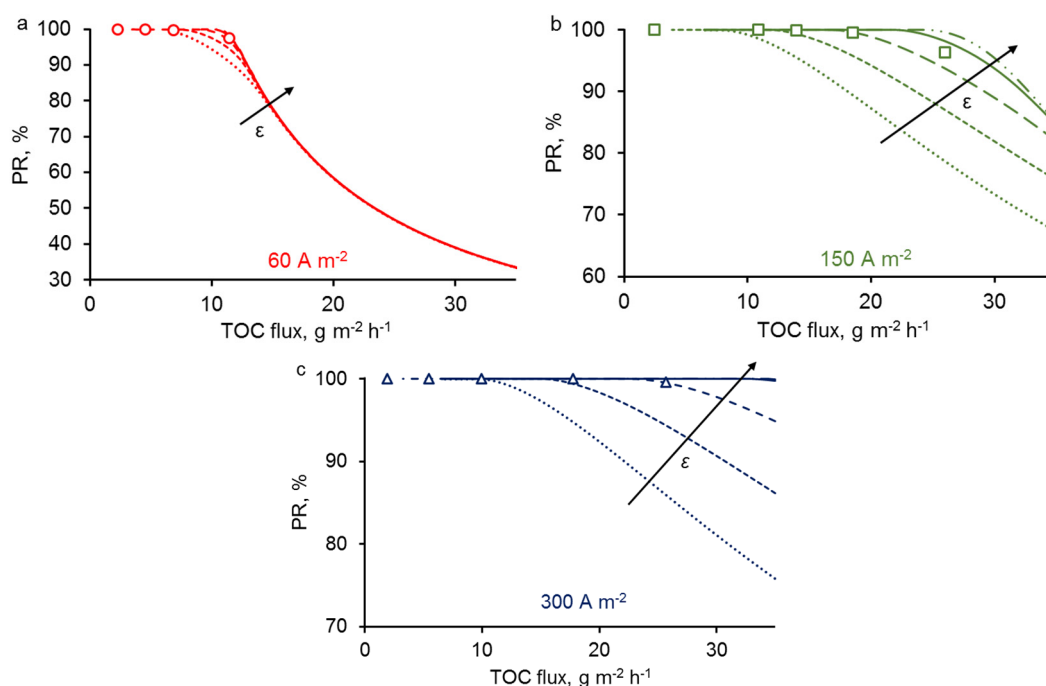 a
100
90
80
70
60
50
40
30
PR, %
ε
60 A m⁻²
0 10 20 30
TOC flux, g m⁻² h⁻¹
b
100
90
80
70
60
PR, %
ε
150 A m⁻²
0 10 20 30
TOC flux, g m⁻² h⁻¹
c
100
90
80
70
PR, %
ε
300 A m⁻²
0 10 20 30
TOC flux, g m⁻² h⁻¹